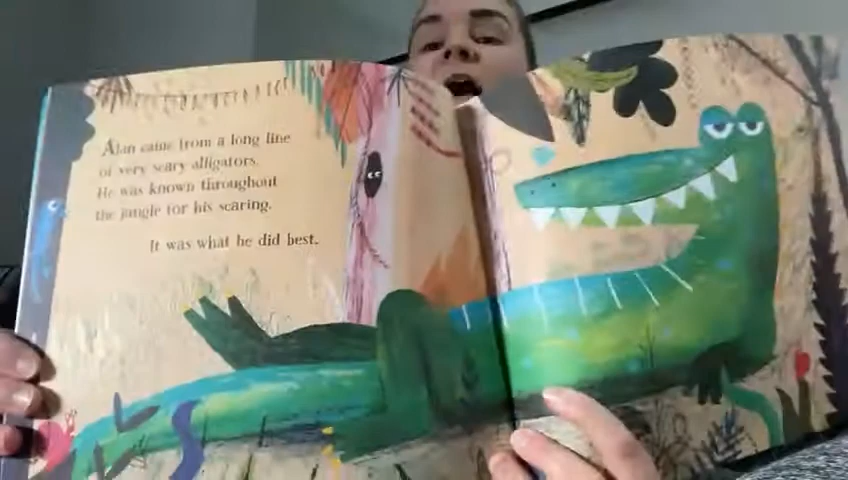 Alan came from a long line
of very scary alligators.
He was known throughout
the jungle for his scaring.
It was what he did best.